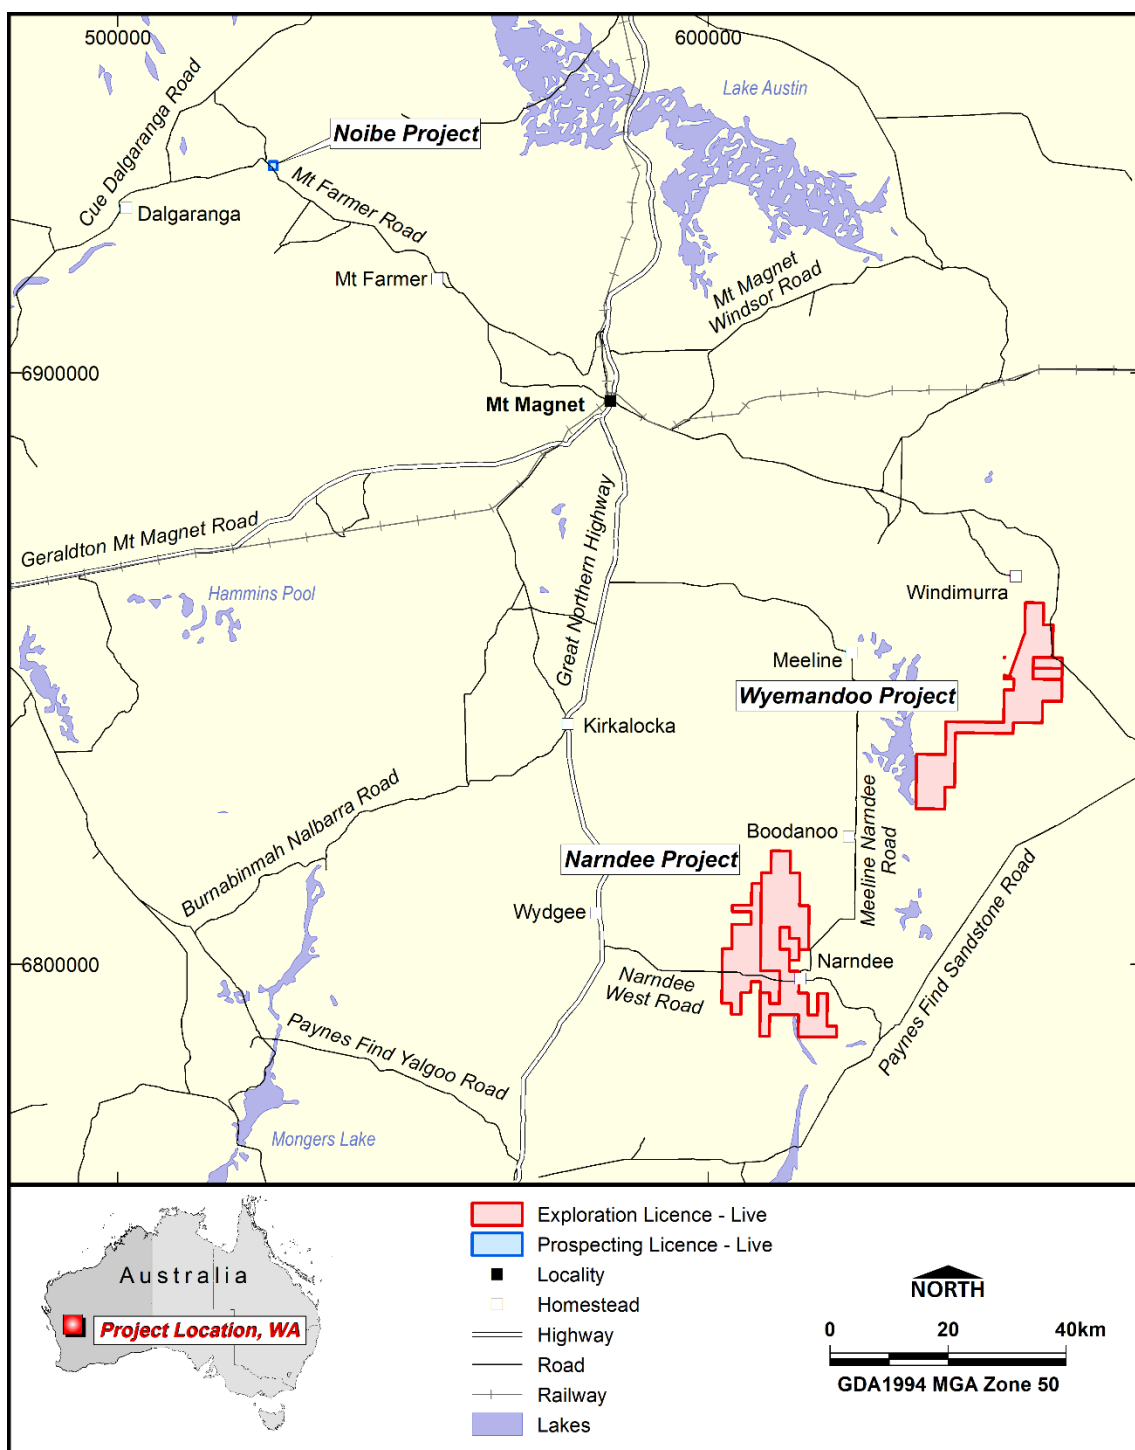 500000
600000
Lake Austin
Cue Dalgaranga Road
Noibe Project
Mt Farmer Road
Dalgaranga
Mt Farmer
Mt Magnet
Windsor Road
6900000
Mt Magnet
Geraldton Mt Magnet Road
Great Northern Highway
Hammins Pool
Windimurra
Meeline
Wyemandoo Project
Kirkalocka
Burnabinmah Nalbarra Road
Boodanoo
Meeline Narndee
Road
Narndee Project
Wydgee
Paynes Find Sandstone Road
6800000
Narndee
Narndee
West Road
Paynes Find Yalgoo Road
Mongers Lake
Australia
Project Location, WA
Exploration Licence - Live
Prospecting Licence - Live
Locality
Homestead
Highway
Road
Railway
Lakes
NORTH
0 20 40km
GDA1994 MGA Zone 50